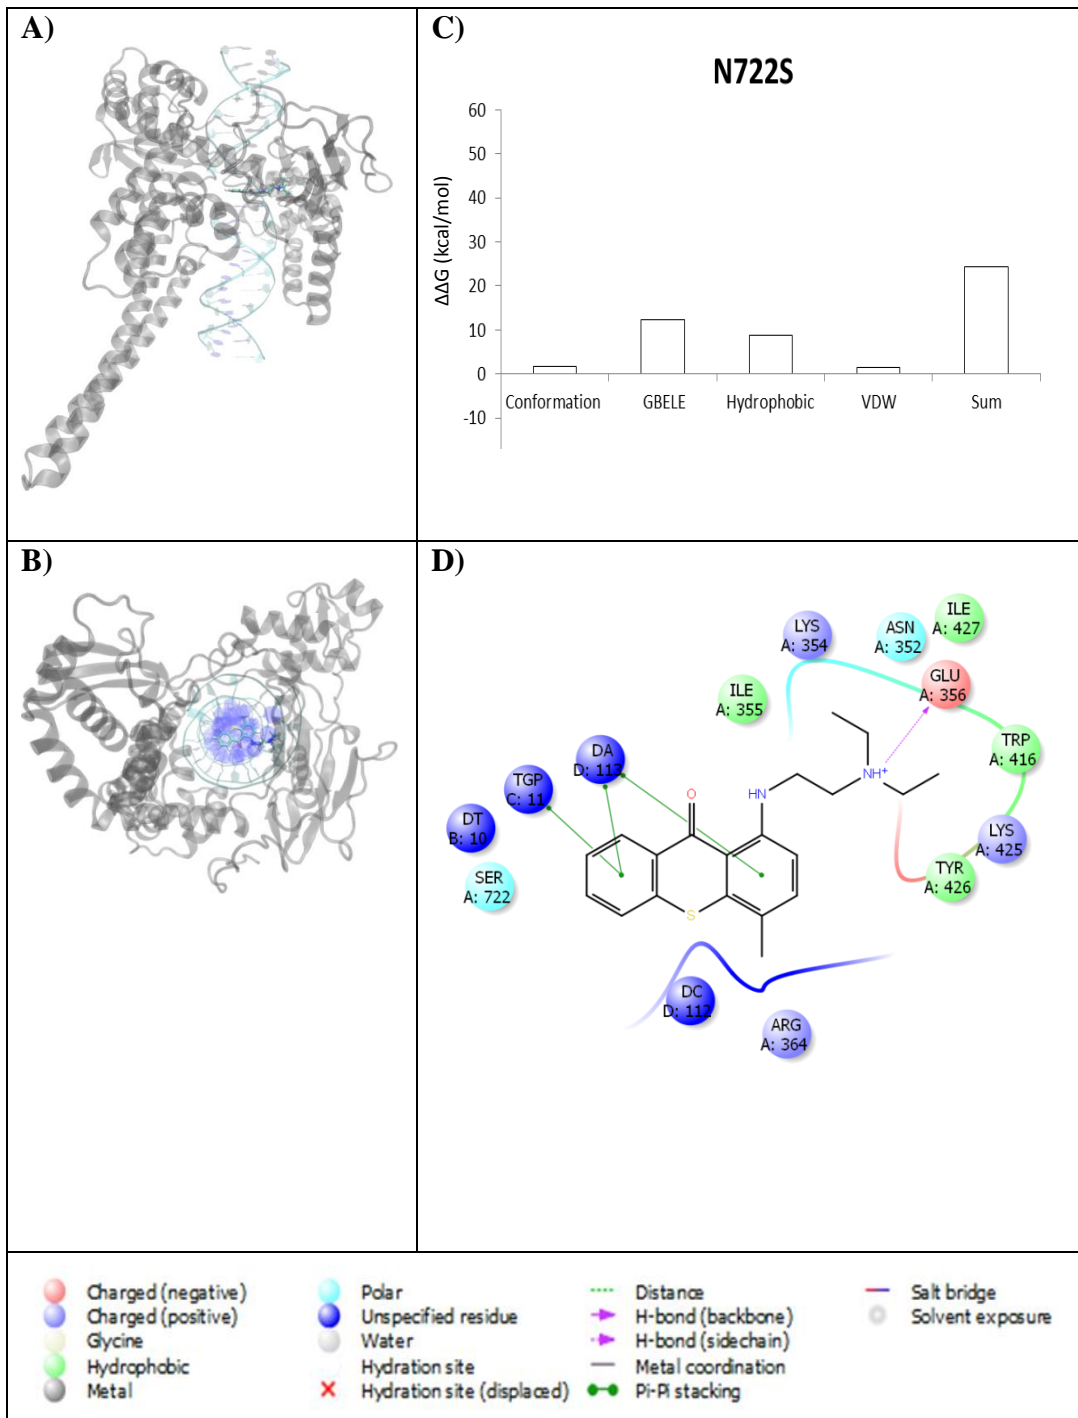 A)
C)
N722S
60
50
40
30
20
10
0
-10
ΔΔG (kcal/mol)
Conformation GBELE Hydrophobic VDW Sum
B)
D)
LYS
A: 354
ASN
A: 352
ILE
A: 427
ILE
A: 355
GLU
A: 356
TRP
A: 416
LYS
A: 425
TYR
A: 426
DA
D: 113
TGP
C: 11
DT
B: 10
SER
A: 722
O
HN
NH+
S
DC
D: 112
ARG
A: 364
Charged (negative)
Charged (positive)
Glycine
Hydrophobic
Metal
Polar
Unspecified residue
Water
Hydration site
Hydration site (displaced)
Distance
H-bond (backbone)
H-bond (sidechain)
Metal coordination
Pi-Pi stacking
Salt bridge
Solvent exposure